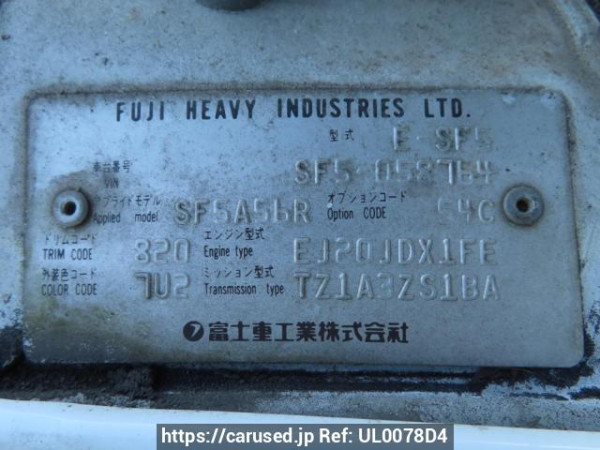 FUJI HEAVY INDUSTRIES LTD.
型式 E-SF5
車台番号 VIN SF5-058764
アプライドモデル Applied model SF5A56R オプションコード Option CODE 54C
トリムコード TRIM CODE 820 エンジン型式 Engine type EJ20JDX1FE
外装色コード COLOR CODE 7U2 ミッション型式 Transmission type TZ1A3ZS1BA
フ富士重工業株式会社
https://carused.jp Ref: UL0078D4